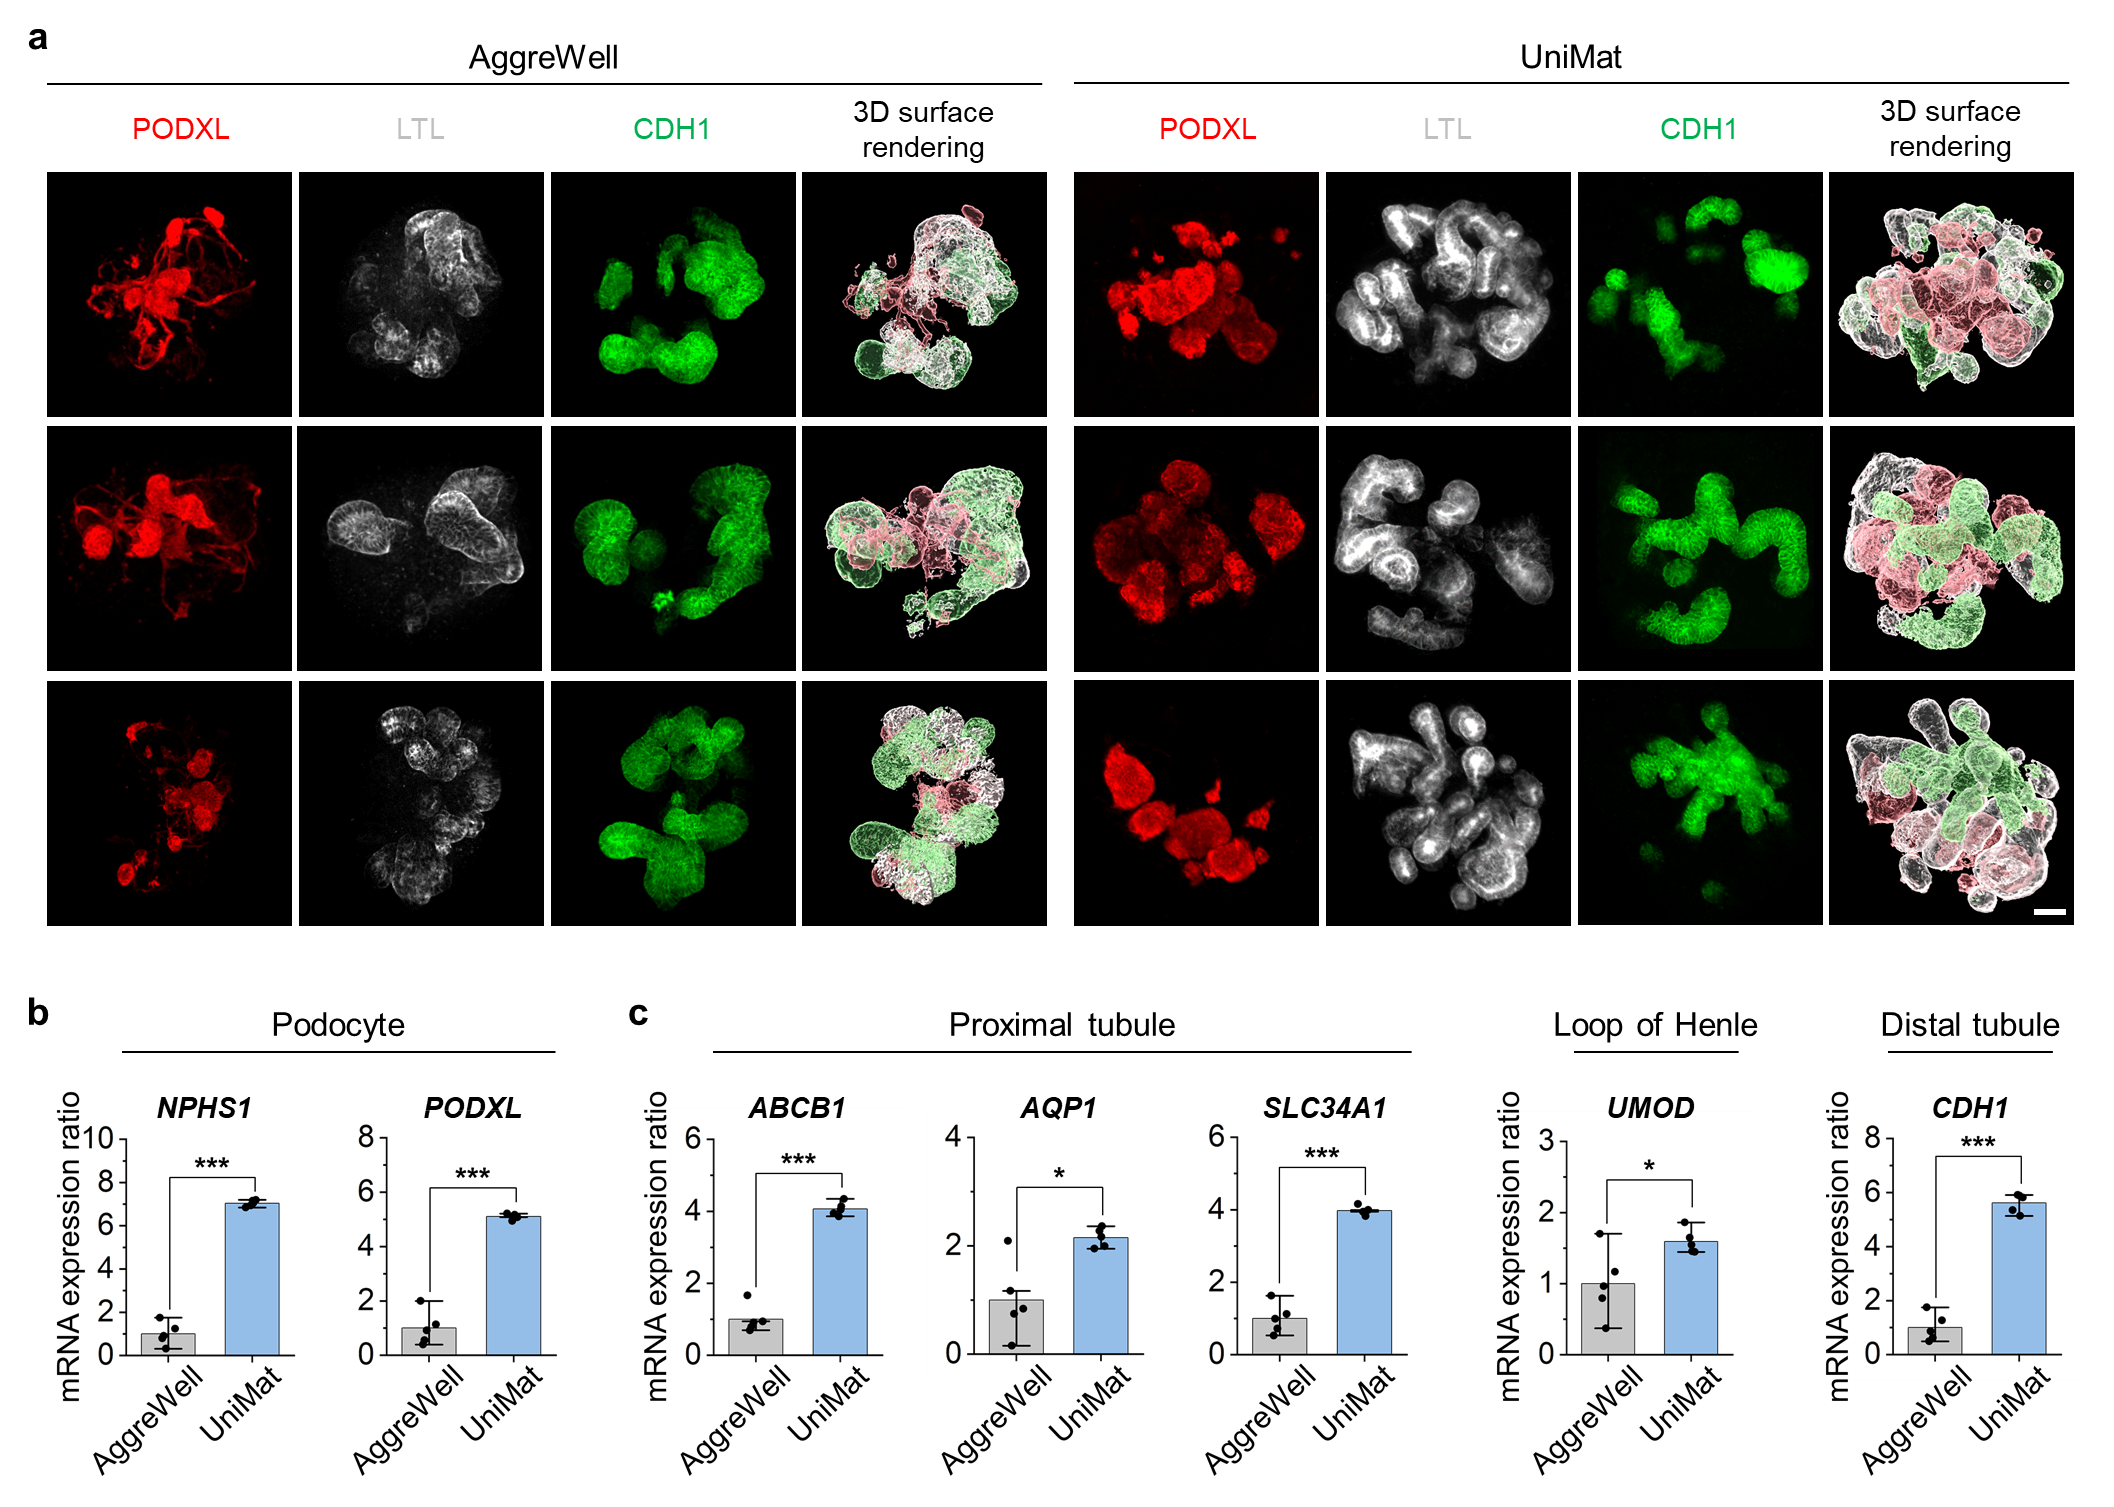 a
AggreWell
UniMat
PODXL
LTL
CDH1
3D surface
rendering
PODXL
LTL
CDH1
3D surface
rendering
b
Podocyte
mRNA expression ratio
NPHS1
10
8
6
4
2
0
***
AggreWell
UniMat
PODXL
8
6
4
2
0
***
AggreWell
UniMat
c
Proximal tubule
mRNA expression ratio
ABCB1
6
4
2
0
***
AggreWell
UniMat
AQP1
4
2
0
*
AggreWell
UniMat
SLC34A1
6
4
2
0
***
AggreWell
UniMat
Loop of Henle
mRNA expression ratio
UMOD
3
2
1
0
*
AggreWell
UniMat
Distal tubule
mRNA expression ratio
CDH1
8
6
4
2
0
***
AggreWell
UniMat